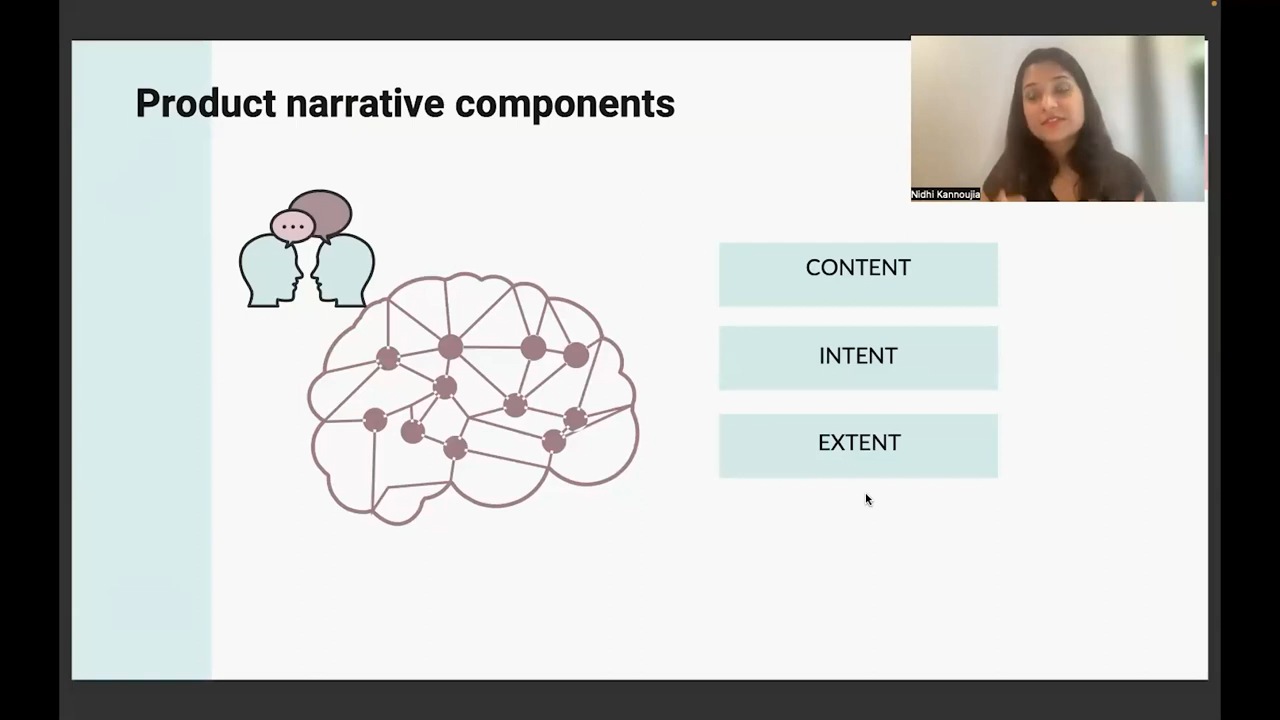 Product narrative components
Nidhi Kannoujia
CONTENT
INTENT
EXTENT